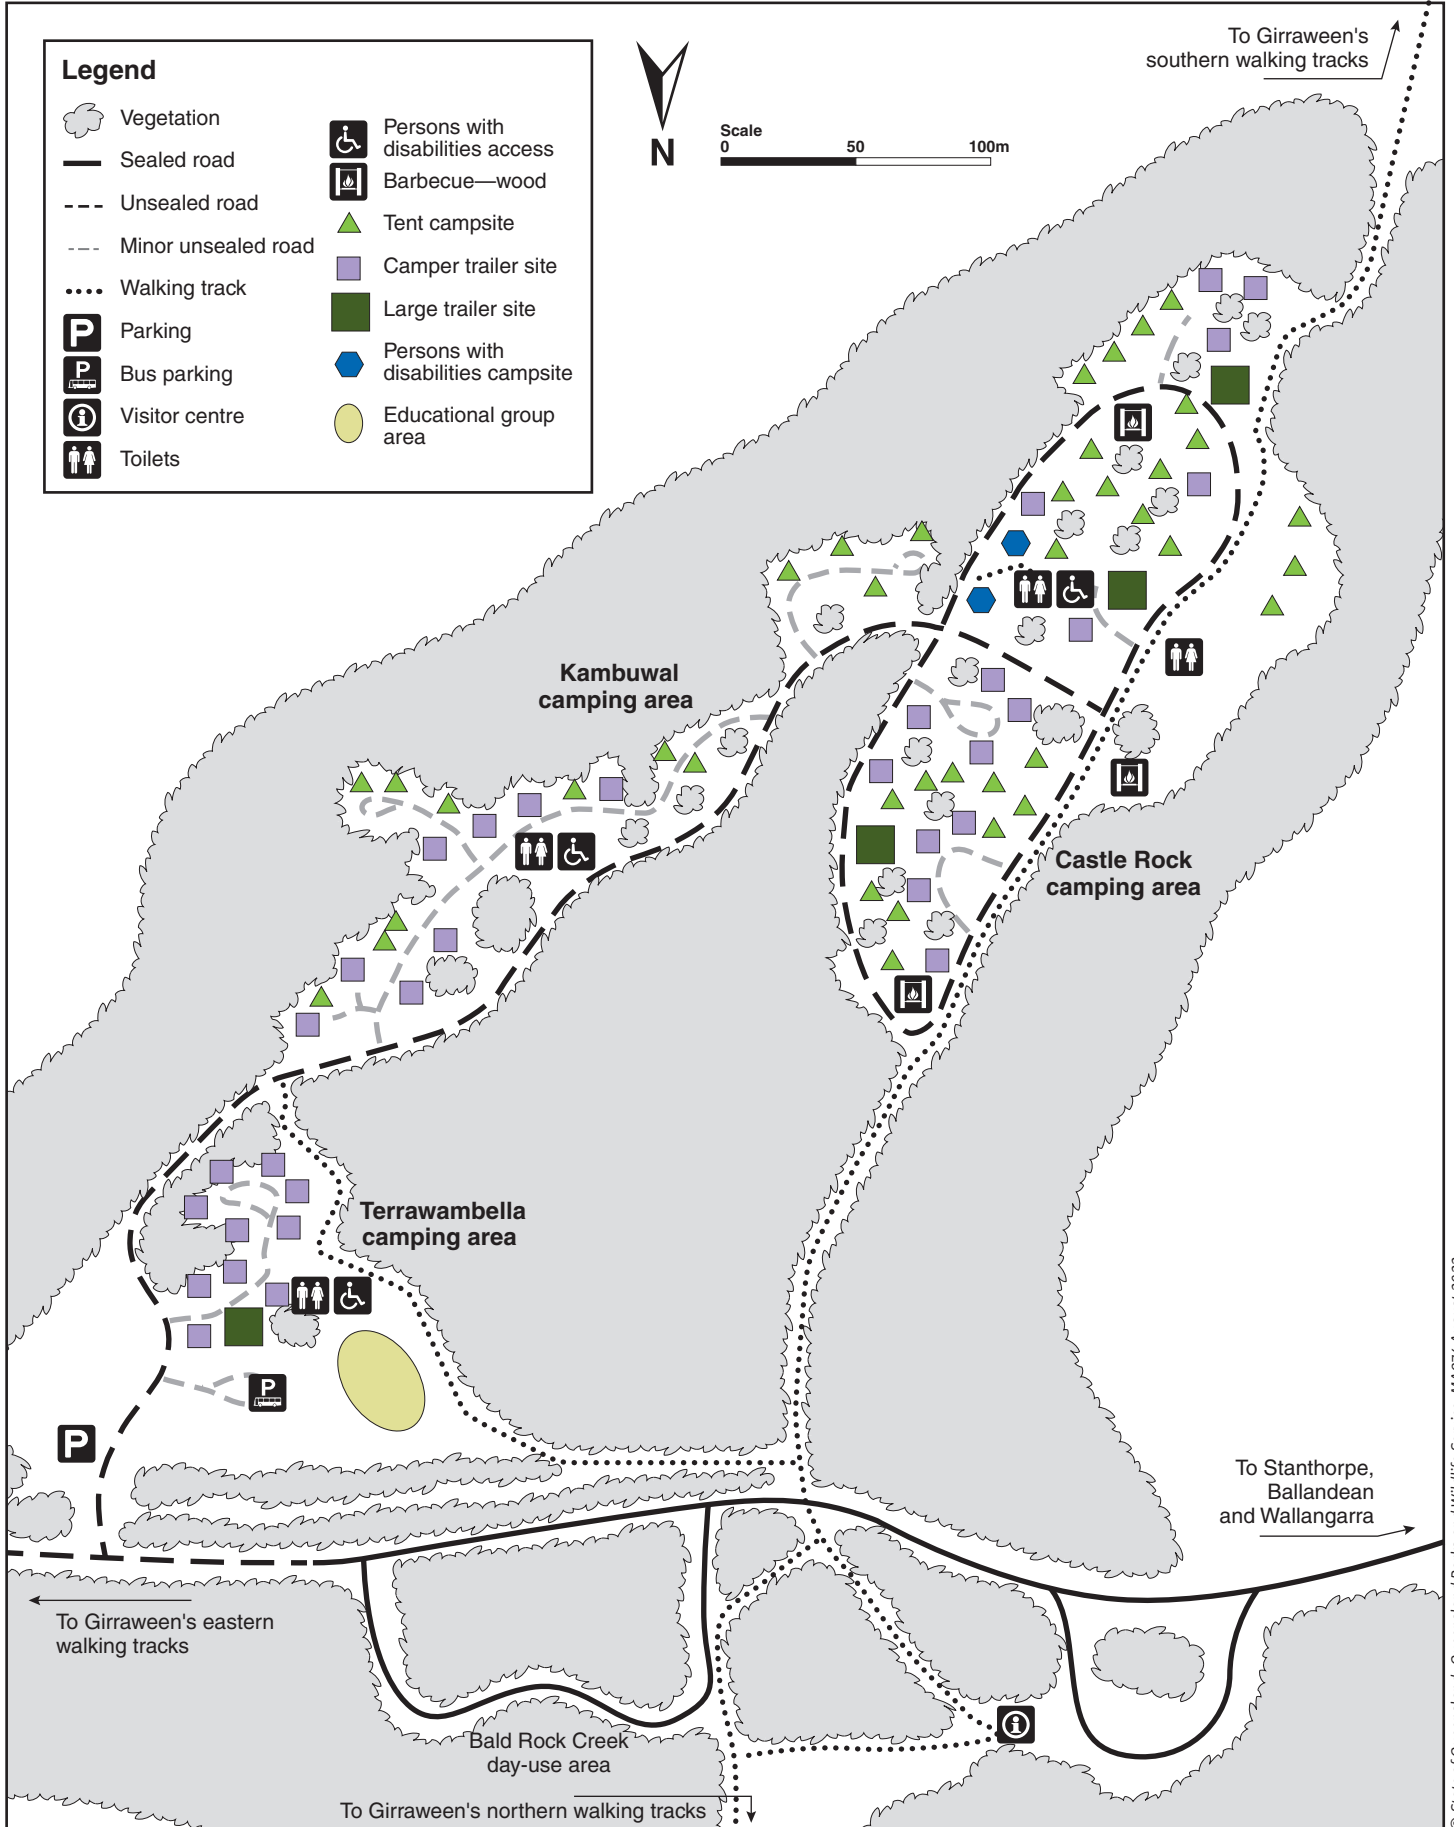 To Girraween's
southern walking tracks
Legend
Vegetation
Sealed road
Unsealed road
Minor unsealed road
Walking track
P
Parking
P
Bus parking
Visitor centre
Toilets
Persons with
disabilities access
Barbecue—wood
Tent campsite
Camper trailer site
Large trailer site
Persons with
disabilities campsite
Educational group
area
N
Scale
0 50 100m
Kambuwal
camping area
Castle Rock
camping area
Terrawambella
camping area
P
P
To Stanthorpe,
Ballandean
and Wallangarra
To Girraween's eastern
walking tracks
Bald Rock Creek
day-use area
To Girraween's northern walking tracks